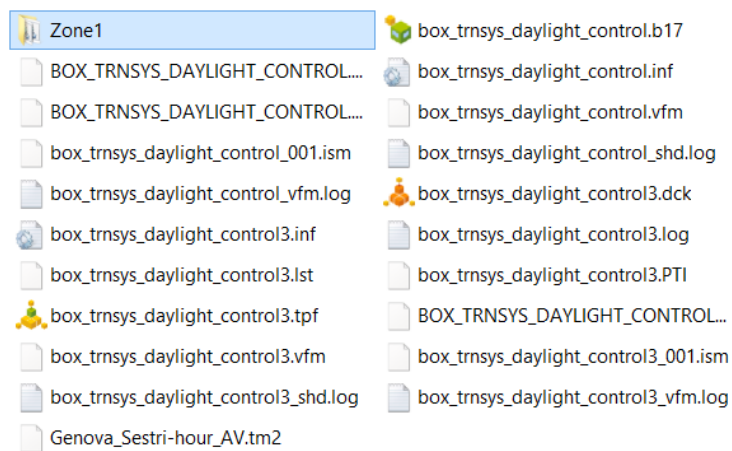 Zone1
box_trnsys_daylight_control.b17
BOX_TRNSYS_DAYLIGHT_CONTROL....
box_trnsys_daylight_control.inf
BOX_TRNSYS_DAYLIGHT_CONTROL....
box_trnsys_daylight_control.vfm
box_trnsys_daylight_control_001.ism
box_trnsys_daylight_control_shd.log
box_trnsys_daylight_control_vfm.log
box_trnsys_daylight_control3.dck
box_trnsys_daylight_control3.inf
box_trnsys_daylight_control3.log
box_trnsys_daylight_control3.lst
box_trnsys_daylight_control3.PTI
box_trnsys_daylight_control3.tpf
BOX_TRNSYS_DAYLIGHT_CONTROL...
box_trnsys_daylight_control3.vfm
box_trnsys_daylight_control3_001.ism
box_trnsys_daylight_control3_shd.log
box_trnsys_daylight_control3_vfm.log
Genova_Sestri-hour_AV.tm2